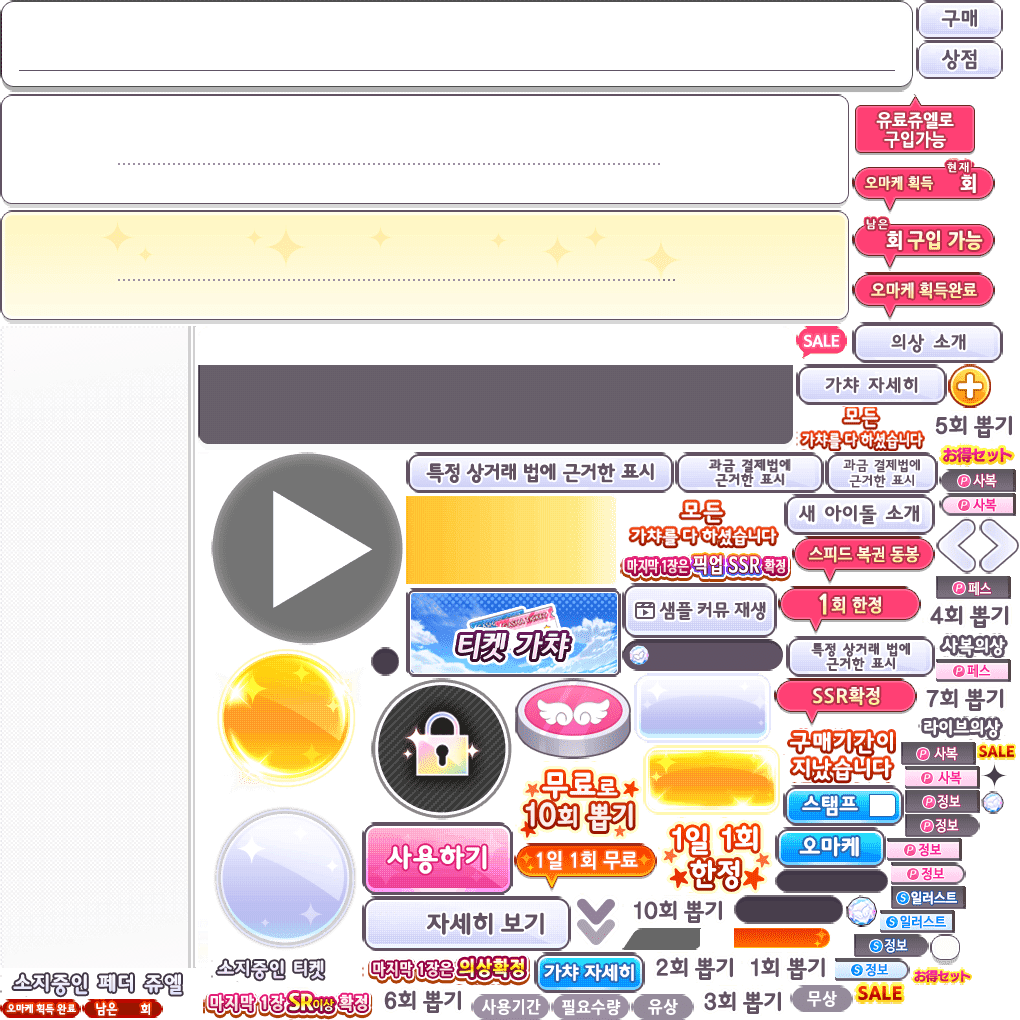 구매
상점
유료쥬엘로
구입가능
현재
오마케 획득 회
남은
회 구입 가능
오마케 획득완료
SALE
의상 소개
가챠 자세히
모든
가챠를 다 하셨습니다
5회 뽑기
お得セット
특정 상거래 법에 근거한 표시
과금 결제법에
근거한 표시
과금 결제법에
근거한 표시
P 사복
P 사복
모든
가챠를 다 하셨습니다
새 아이돌 소개
마지막 1장은 픽업 SSR 확정
스피드 복권 동봉
P 페스
티켓 가챠
샘플 커뮤 재생
1회 한정
4회 뽑기
특정 상거래 법에
근거한 표시
사복의상
P 페스
SSR확정
7회 뽑기
라이브의상
구매기간이
지났습니다
P 사복
SALE
P 사복
무료로
10회 뽑기
스탬프
P 정보
P 정보
1일 1회
한정
오마케
P 정보
사용하기
1일 1회 무료
P 정보
S 일러스트
자세히 보기
10회 뽑기
S 일러스트
S 정보
소지중인 페더 쥬엘
소지중인 티켓
마지막 1장은 의상확정
가챠 자세히
2회 뽑기
1회 뽑기
S 정보
お得セット
오마케 획득 완료
남은 회
마지막 1장 SR이상 확정
6회 뽑기
사용기간
필요수량
유상
3회 뽑기
무상
SALE